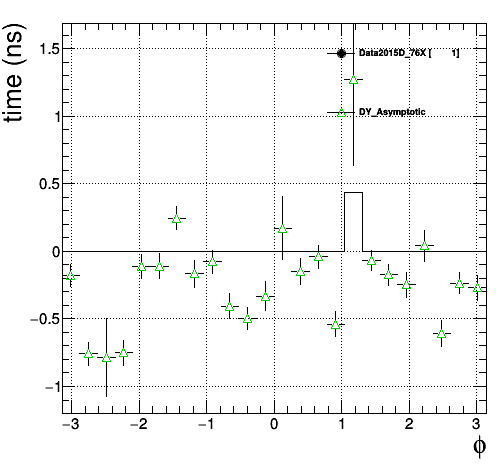 time (ns)
1.5
Data2015D_76X [ 1]
1
DY_Asymptotic
0.5
0
−0.5
−1
−3 −2 −1 0 1 2 3
ϕ